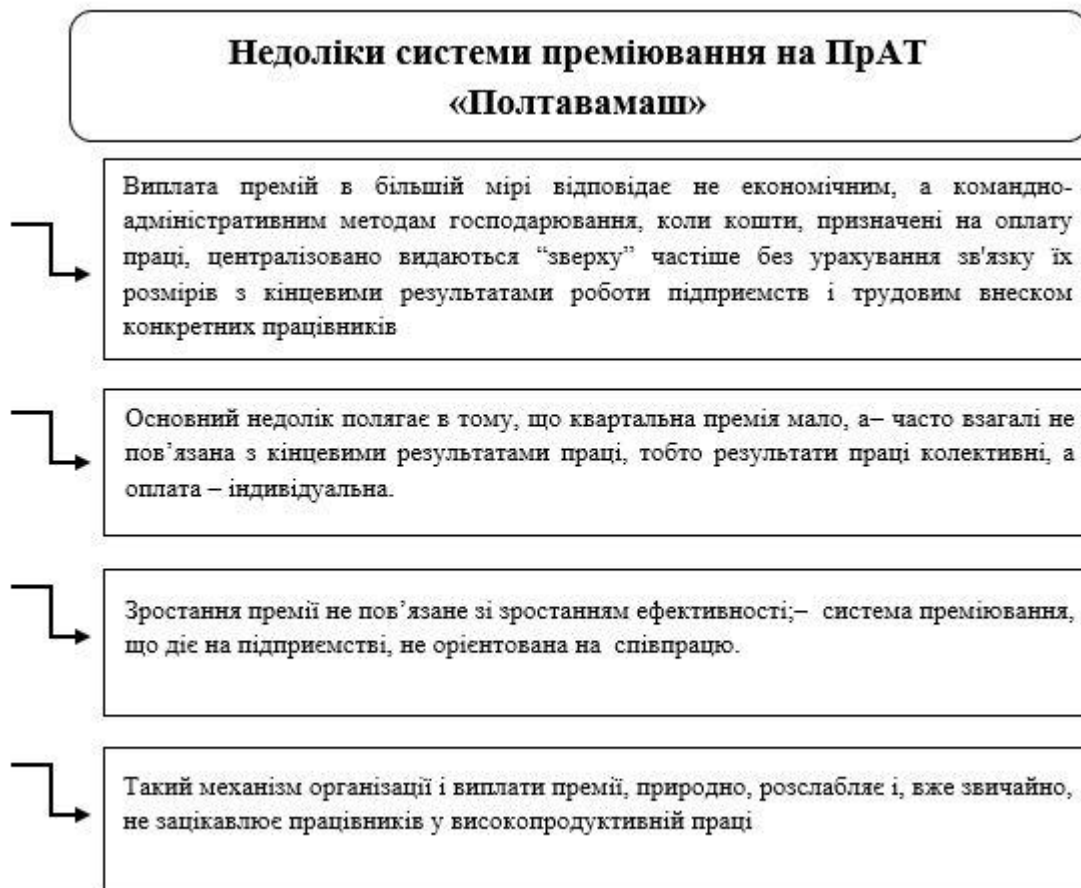 Недоліки системи преміювання на ПрАТ
«Полтавамаш»
Виплата премій в більшій мірі відповідає не економічним, а командно-
адміністративним методам господарювання, коли кошти, призначені на оплату
праці, централізовано видаються “зверху” частіше без урахування зв'язку їх
розмірів з кінцевими результатами роботи підприємств і трудовим внеском
конкретних працівників
Основний недолік полягає в тому, що квартальна премія мало, а– часто взагалі не
пов’язана з кінцевими результатами праці, тобто результати праці колективні, а
оплата – індивідуальна.
Зростання премії не пов’язане зі зростанням ефективності;– система преміювання,
що діє на підприємстві, не орієнтована на співпрацю.
Такий механізм організації і виплати премії, природно, розслабляє і, вже звичайно,
не зацікавлює працівників у високопродуктивній праці